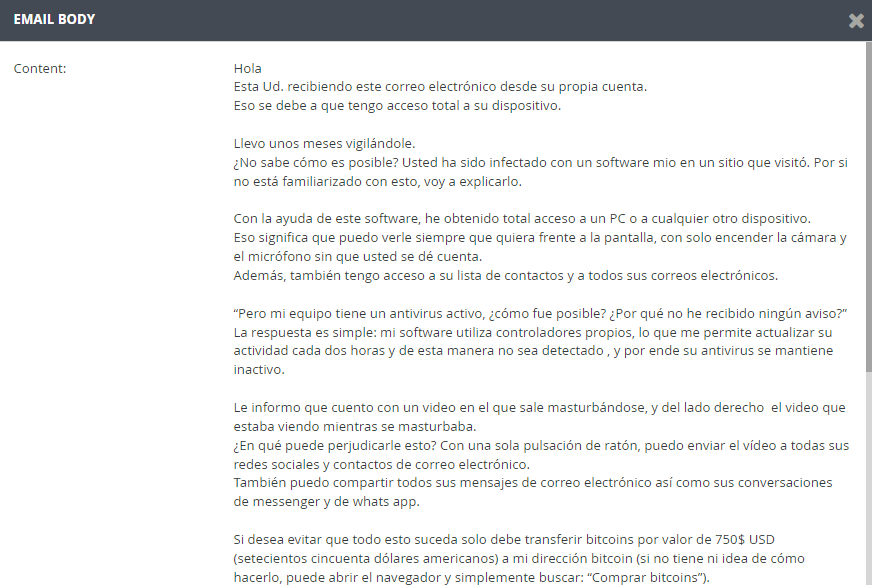 EMAIL BODY
Content:
Hola
Esta Ud. recibiendo este correo electrónico desde su propia cuenta.
Eso se debe a que tengo acceso total a su dispositivo.
Llevo unos meses vigilándole.
¿No sabe cómo es posible? Usted ha sido infectado con un software mio en un sitio que visitó. Por si
no está familiarizado con esto, voy a explicarlo.
Con la ayuda de este software, he obtenido total acceso a un PC o a cualquier otro dispositivo.
Eso significa que puedo verle siempre que quiera frente a la pantalla, con solo encender la cámara y
el micrófono sin que usted se dé cuenta.
Además, también tengo acceso a su lista de contactos y a todos sus correos electrónicos.
“Pero mi equipo tiene un antivirus activo, ¿cómo fue posible? ¿Por qué no he recibido ningún aviso?”
La respuesta es simple: mi software utiliza controladores propios, lo que me permite actualizar su
actividad cada dos horas y de esta manera no sea detectado , y por ende su antivirus se mantiene
inactivo.
Le informo que cuento con un video en el que sale masturbándose, y del lado derecho  el video que
estaba viendo mientras se masturbaba.
¿En qué puede perjudicarle esto? Con una sola pulsación de ratón, puedo enviar el vídeo a todas sus
redes sociales y contactos de correo electrónico.
También puedo compartir todos sus mensajes de correo electrónico así como sus conversaciones
de messenger y de whats app.
Si desea evitar que todo esto suceda solo debe transferir bitcoins por valor de 750$ USD
(setecientos cincuenta dólares americanos) a mi dirección bitcoin (si no tiene ni idea de cómo
hacerlo, puede abrir el navegador y simplemente buscar: “Comprar bitcoins”).